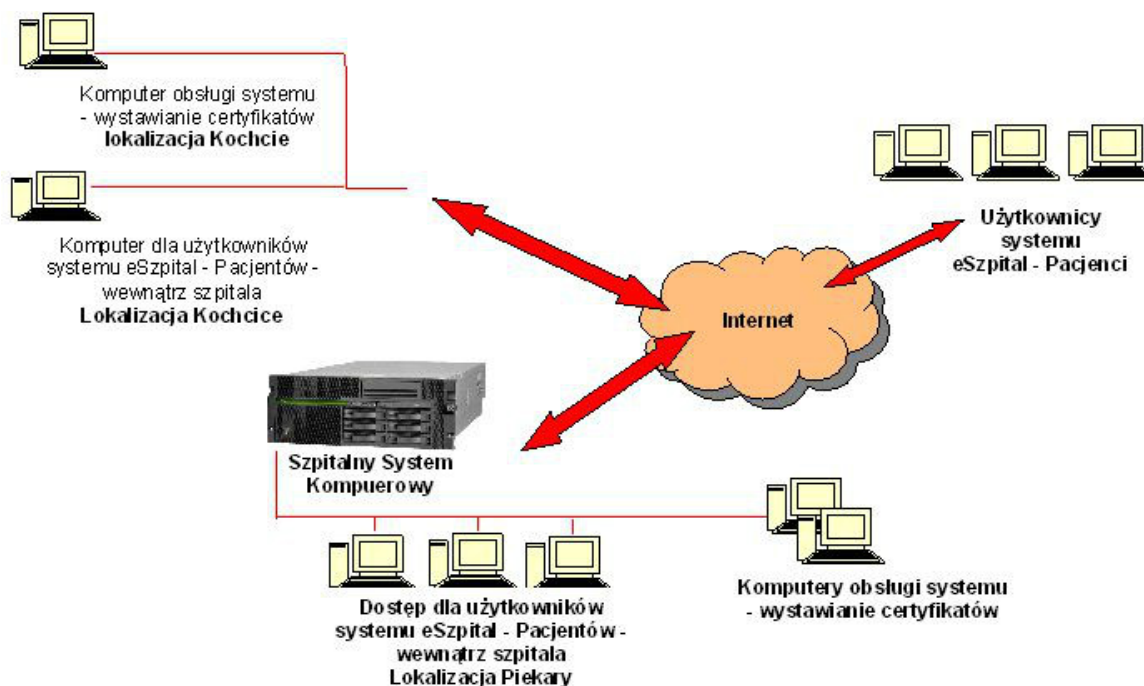 Komputer obsługi systemu
- wystawianie certyfikatów
lokalizacja Kochcie
Komputer dla użytkowników
systemu eSzpital - Pacjentów -
wewnątrz szpitala
Lokalizacja Kochcice
Użytkownicy
systemu
eSzpital - Pacjenci
Internet
Szpitalny System
Kompuerowy
Dostęp dla użytkowników
systemu eSzpital - Pacjentów -
wewnątrz szpitala
Lokalizacja Piekary
Komputery obsługi systemu
- wystawianie certyfikatów